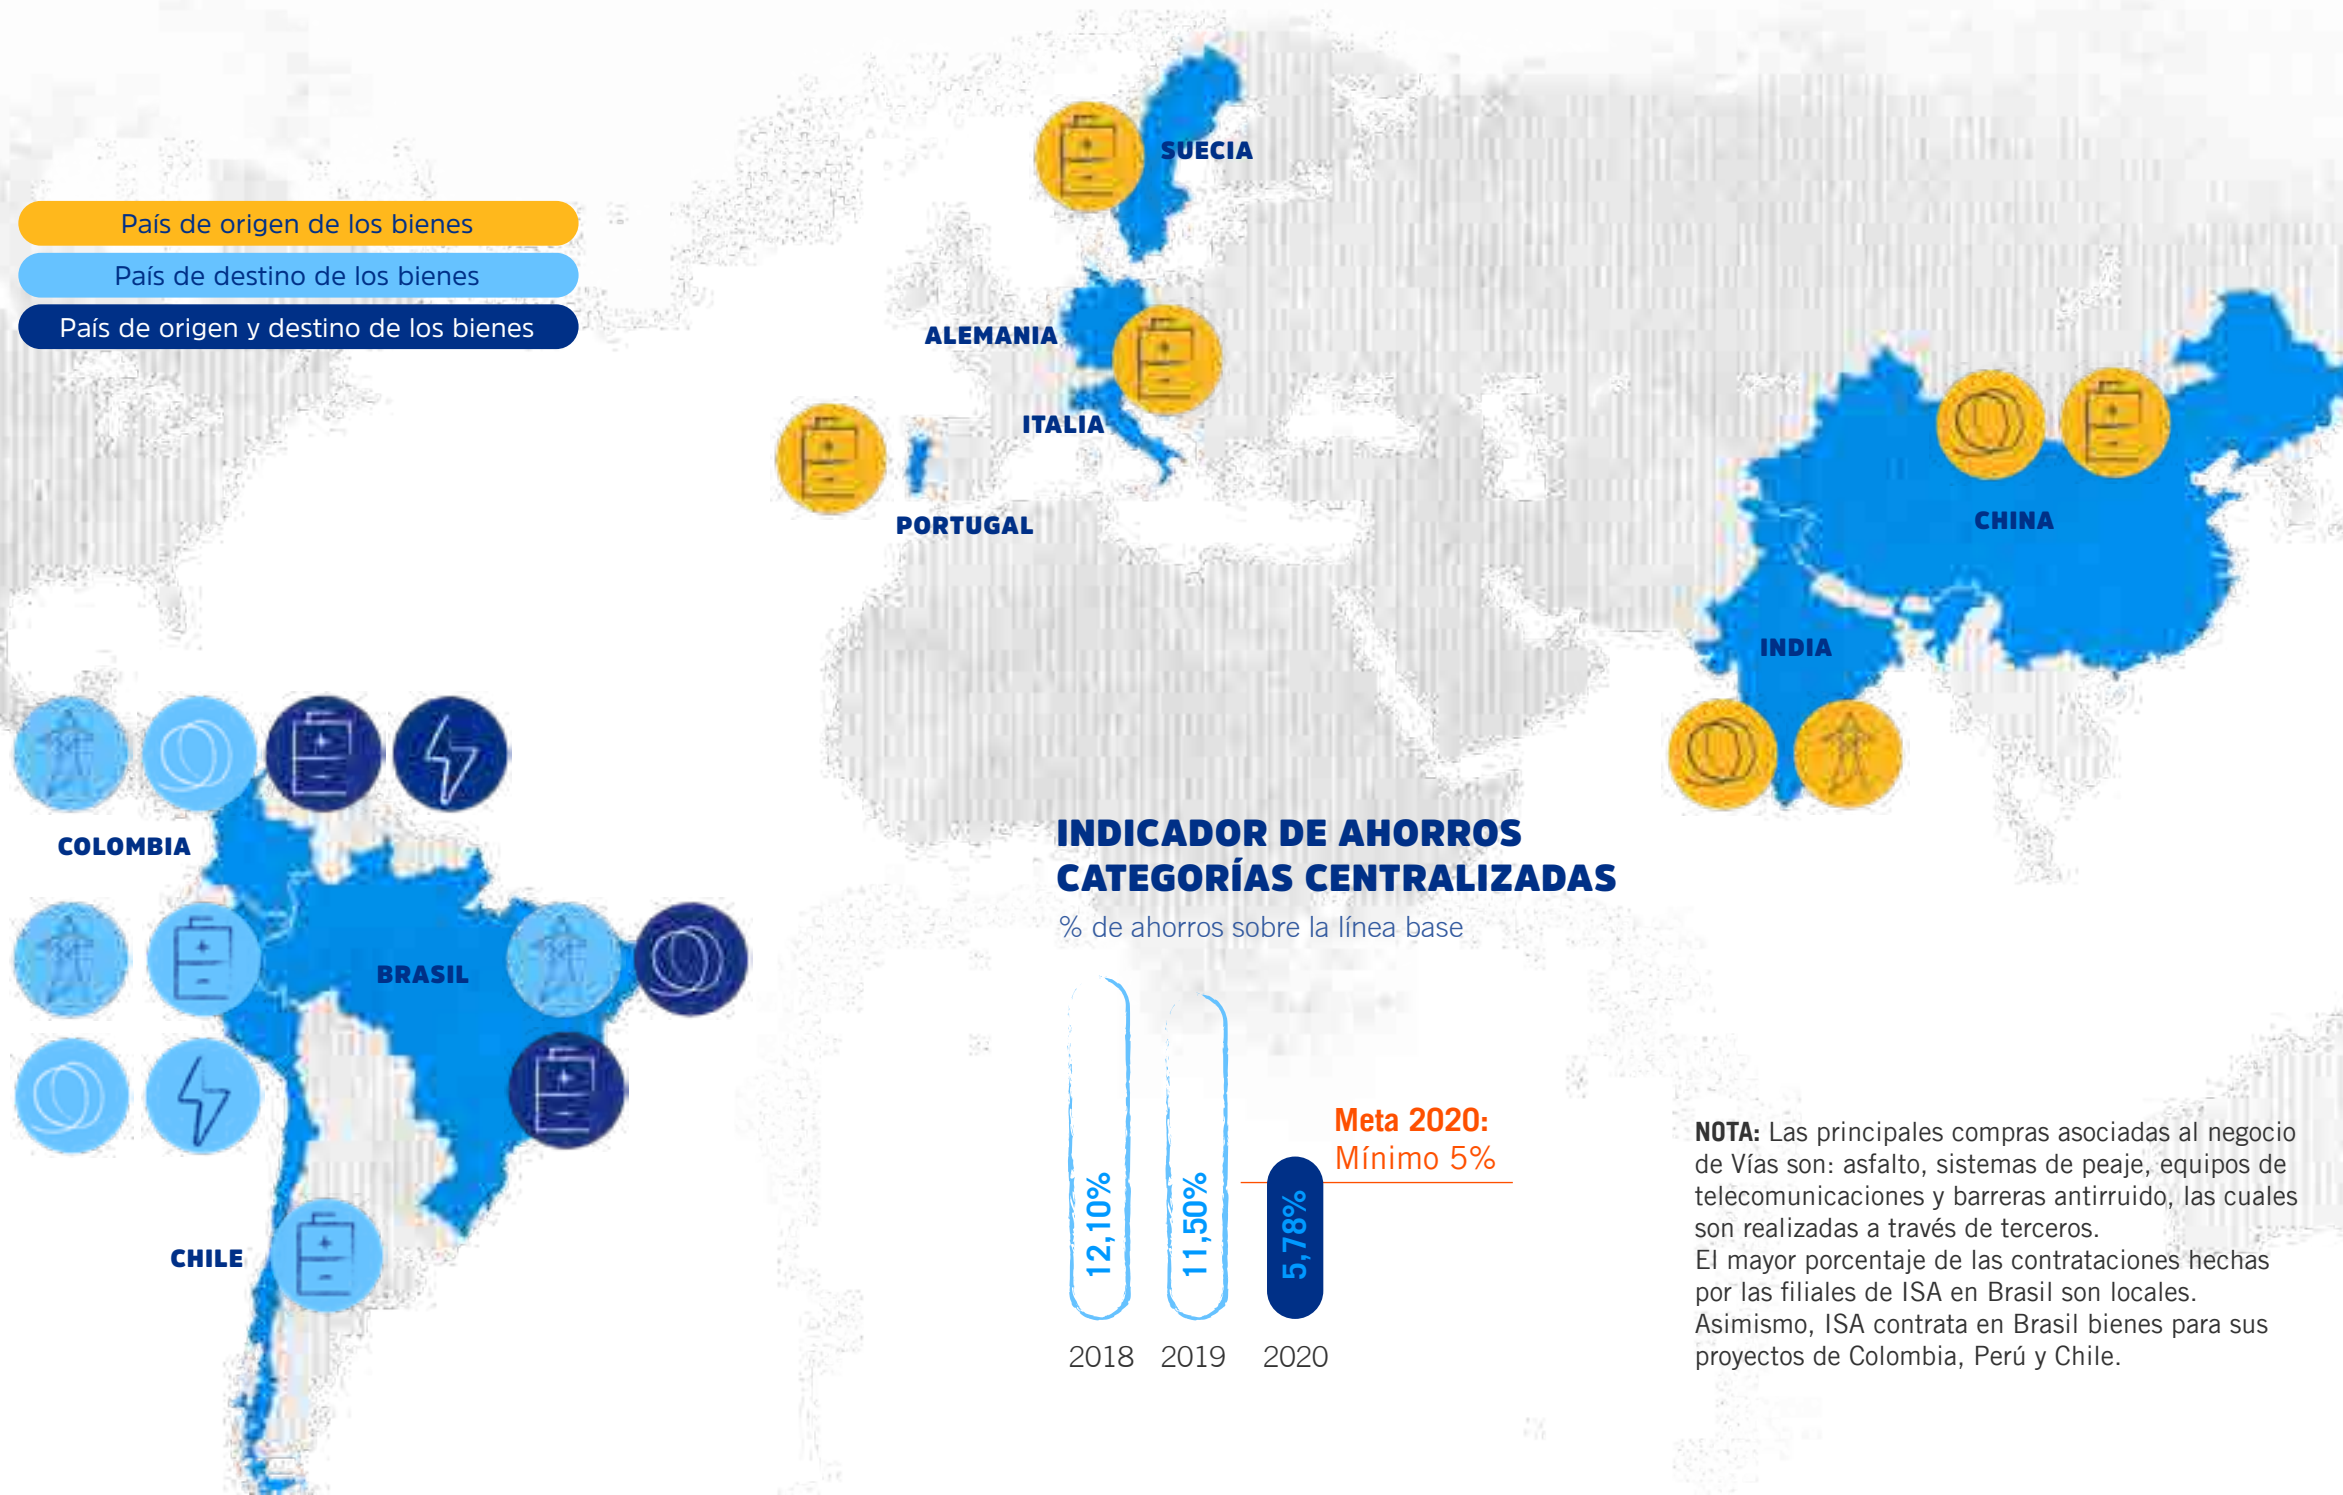 País de origen de los bienes
País de destino de los bienes
País de origen y destino de los bienes
SUECIA
ALEMANIA
ITALIA
PORTUGAL
CHINA
INDIA
COLOMBIA
BRASIL
CHILE
INDICADOR DE AHORROS
CATEGORÍAS CENTRALIZADAS
% de ahorros sobre la línea base
12,10%
11,50%
5,78%
Meta 2020:
Mínimo 5%
2018 2019 2020
NOTA: Las principales compras asociadas al negocio
de Vías son: asfalto, sistemas de peaje, equipos de
telecomunicaciones y barreras antirruido, las cuales
son realizadas a través de terceros.
El mayor porcentaje de las contrataciones hechas
por las filiales de ISA en Brasil son locales.
Asimismo, ISA contrata en Brasil bienes para sus
proyectos de Colombia, Perú y Chile.